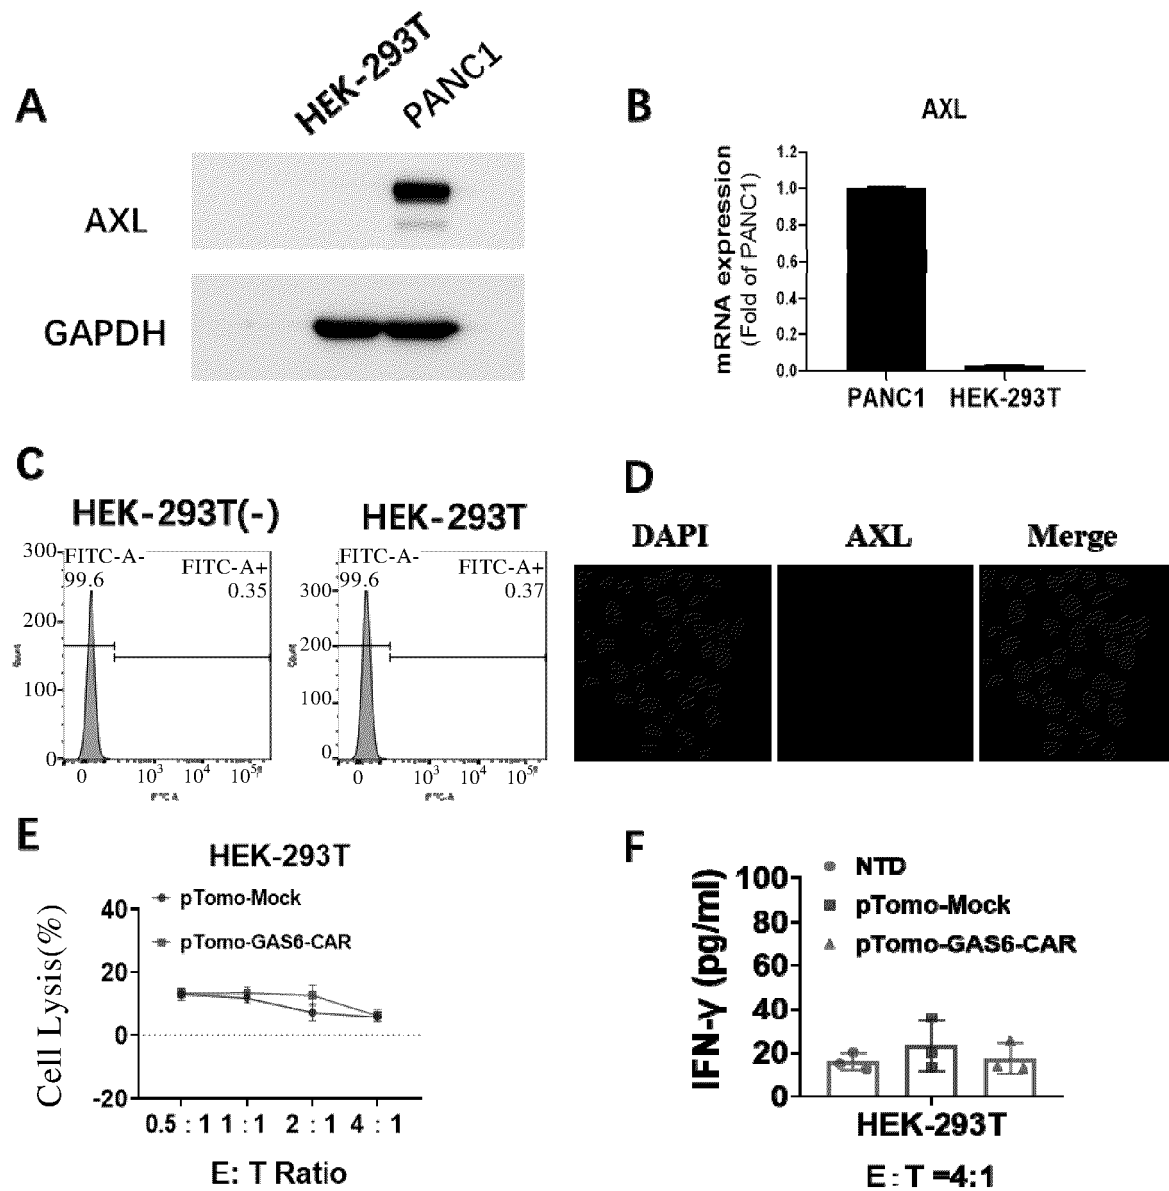 A
HEK-293T
PANC1
AXL
GAPDH
B
AXL
mRNA expression
(Fold of PANC1)
1.2
1.0
0.8
0.6
0.4
0.2
0.0
PANC1 HEK-293T
C
HEK-293T(-)
FITC-A-
99.6
FITC-A+
0.35
300
200
100
0
0 10³ 10⁴ 10⁵
HEK-293T
FITC-A-
99.6
FITC-A+
0.37
300
200
100
0
0 10³ 10⁴ 10⁵
D
DAPI AXL Merge
E
HEK-293T
pTomo-Mock
pTomo-GAS6-CAR
Cell Lysis(%)
40
20
0
-20
0.5 : 1 1 : 1 2 : 1 4 : 1
E: T Ratio
F
NTD
pTomo-Mock
pTomo-GAS6-CAR
IFN-γ (pg/ml)
100
80
60
40
20
0
HEK-293T
E : T =4:1